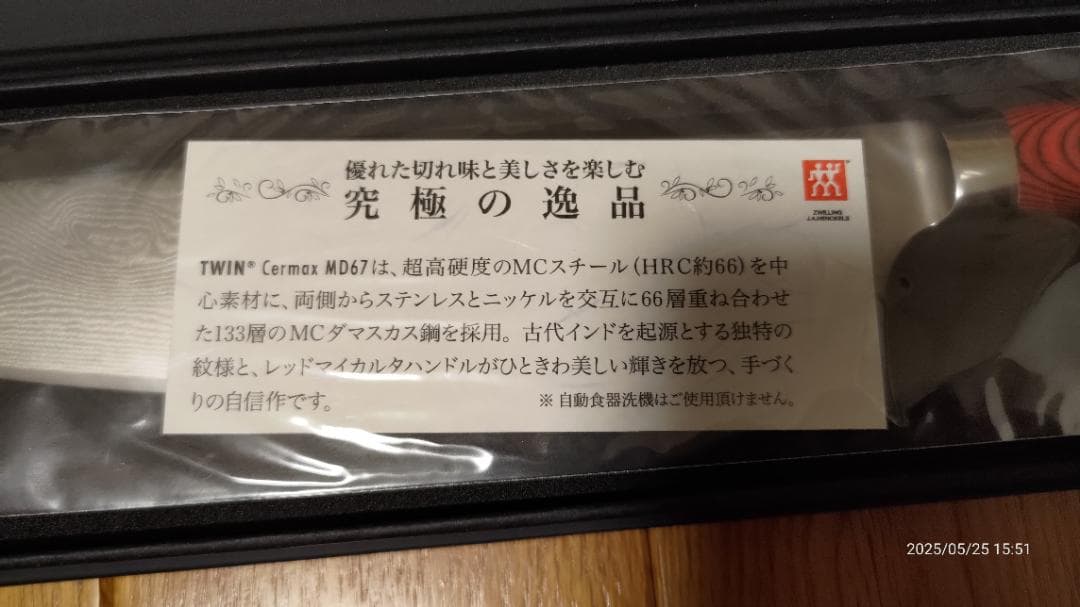 優れた切れ味と美しさを楽しむ
究極の逸品
ZWILLING
J.A.HENCKELS
TWIN® Cermax MD67は、超高硬度のMCスチール(HRC約66)を中
心素材に、両側からステンレスとニッケルを交互に66層重ね合わせ
た133層のMCダマスカス鋼を採用。古代インドを起源とする独特の
紋様と、レッドマイカルタハンドルがひときわ美しい輝きを放つ、手づく
りの自信作です。
※ 自動食器洗機はご使用頂けません。
2025/05/25 15:51